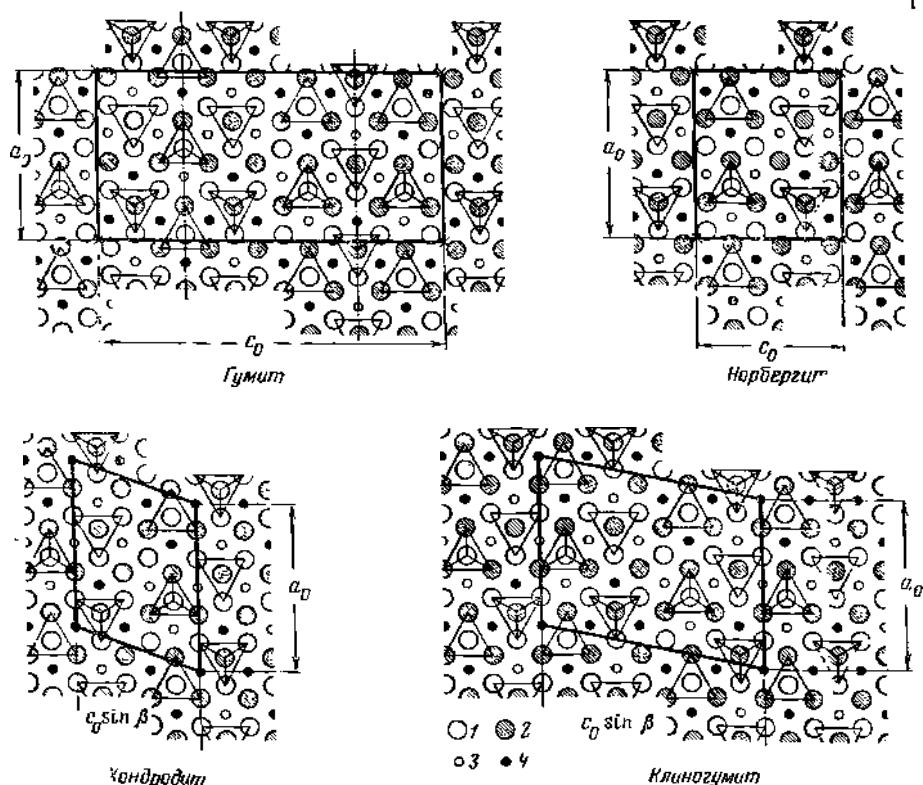 a₀
a₀
c₀
c₀
Гумит
Норбергит
a₀
a₀
c₀ sin β
1 2
c₀ sin β
3 4
Хондродит
Клиногумит